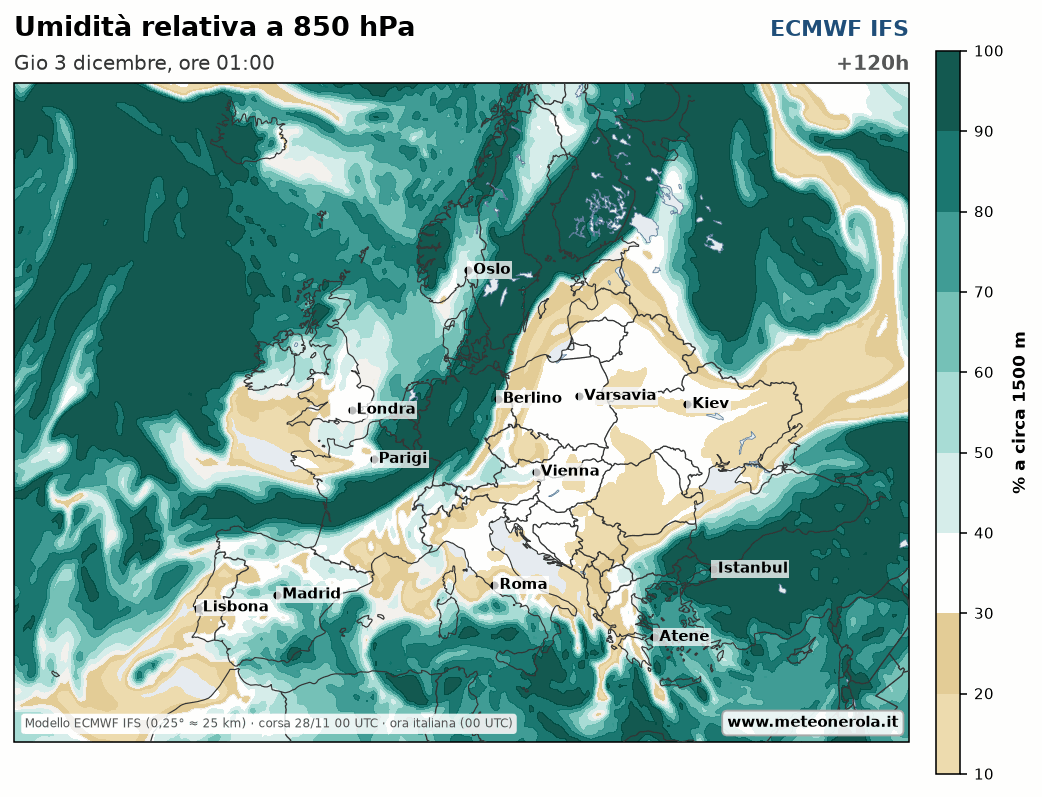 Umidità relativa a 850 hPa
ECMWF IFS
Gio 3 dicembre, ore 01:00
+120h
100
90
80
70
60
50
40
30
20
10
% a circa 1500 m
Oslo
Berlino
Varsavia
Kiev
Londra
Parigi
Vienna
Istanbul
Roma
Madrid
Lisbona
Atene
Modello ECMWF IFS (0,25° ≈ 25 km) · corsa 28/11 00 UTC · ora italiana (00 UTC)
www.meteonerola.it